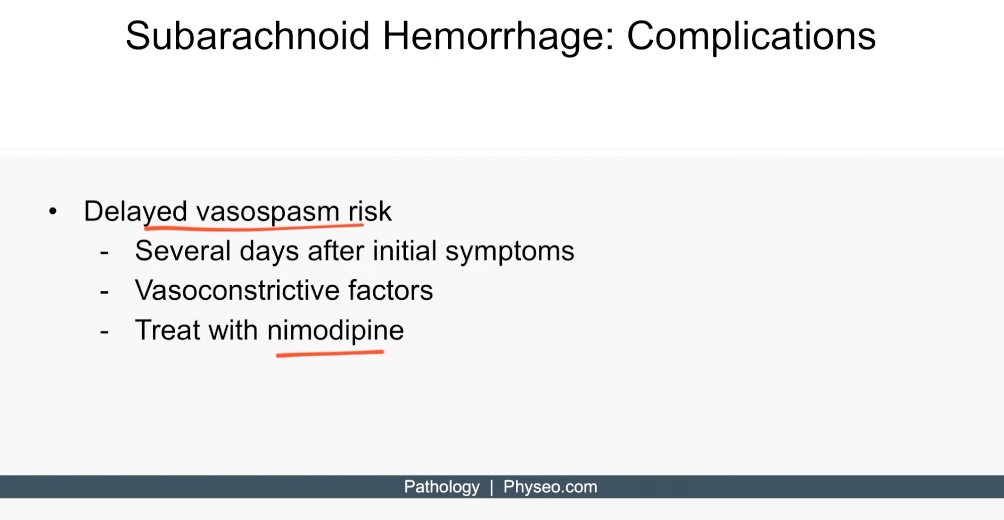 Subarachnoid Hemorrhage: Complications
• Delayed vasospasm risk
- Several days after initial symptoms
- Vasoconstrictive factors
- Treat with nimodipine
Pathology | Physeo.com